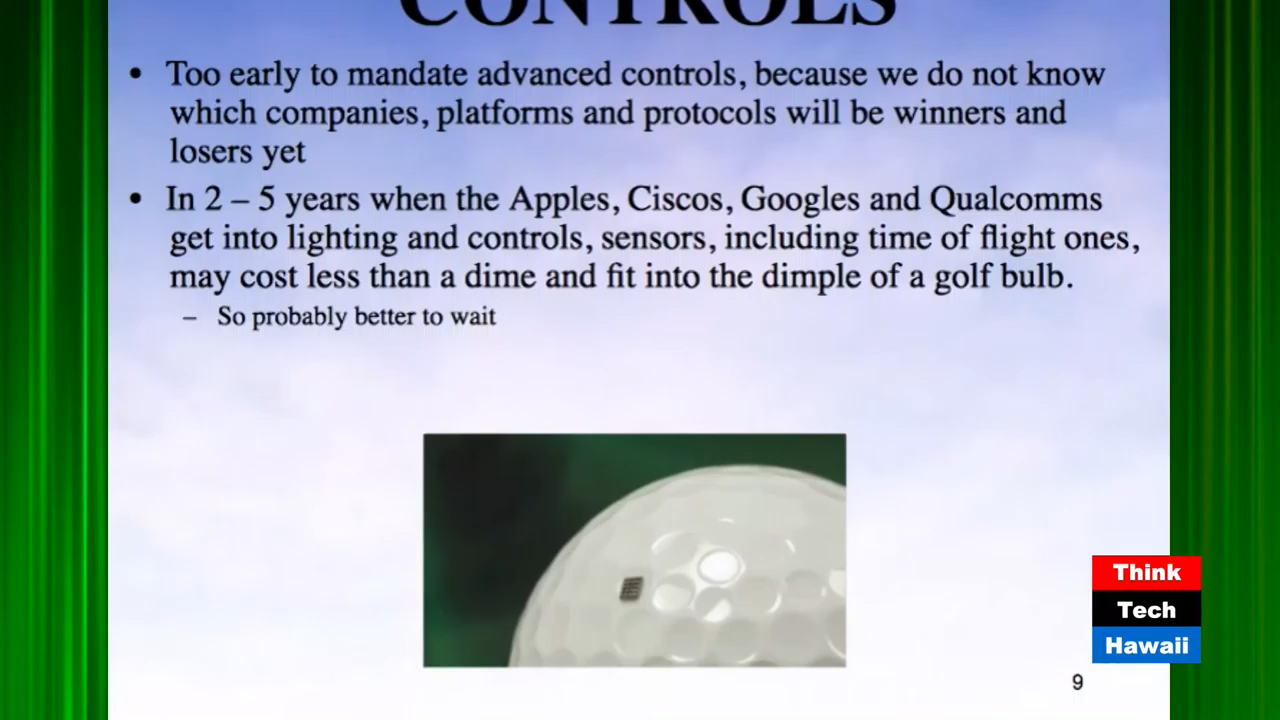 CONTROLS
• Too early to mandate advanced controls, because we do not know
which companies, platforms and protocols will be winners and
losers yet
• In 2 – 5 years when the Apples, Ciscos, Googles and Qualcomms
get into lighting and controls, sensors, including time of flight ones,
may cost less than a dime and fit into the dimple of a golf bulb.
– So probably better to wait
Think
Tech
Hawaii
9